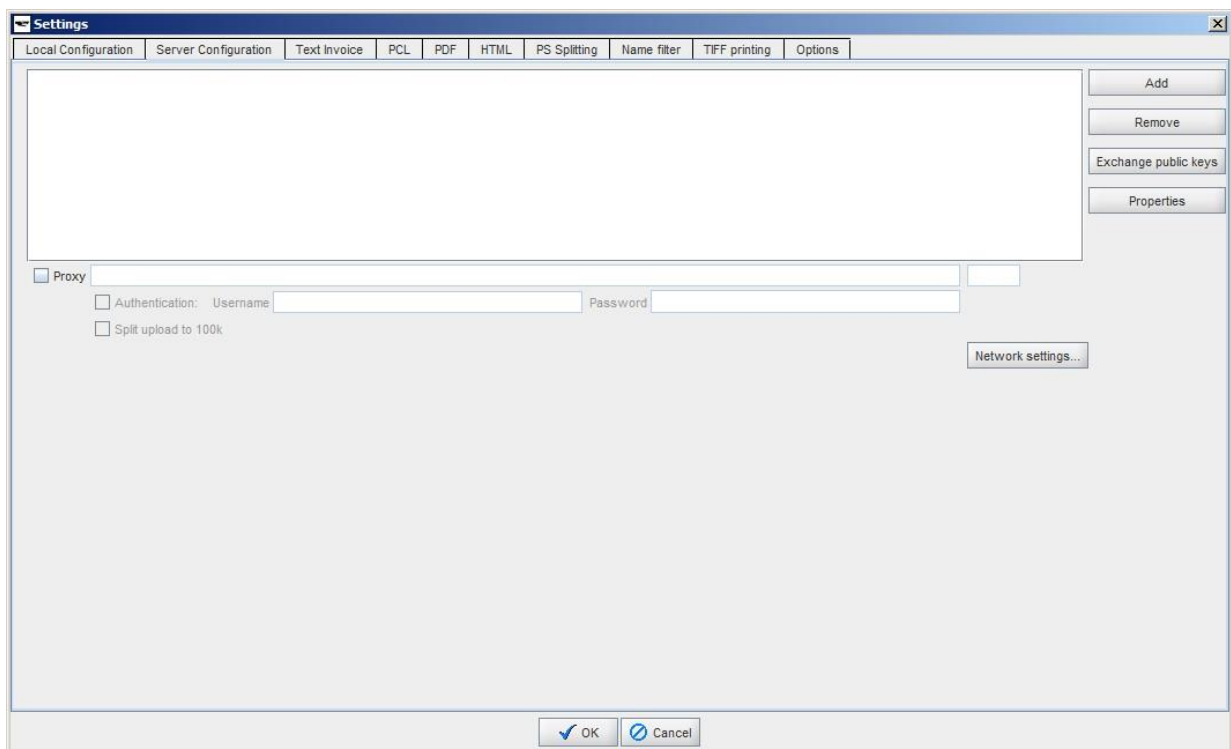 Settings
Local Configuration Server Configuration Text Invoice PCL PDF HTML PS Splitting Name filter TIFF printing Options
Add
Remove
Exchange public keys
Properties
Proxy
Authentication: Username Password
Split upload to 100k
Network settings...
OK Cancel